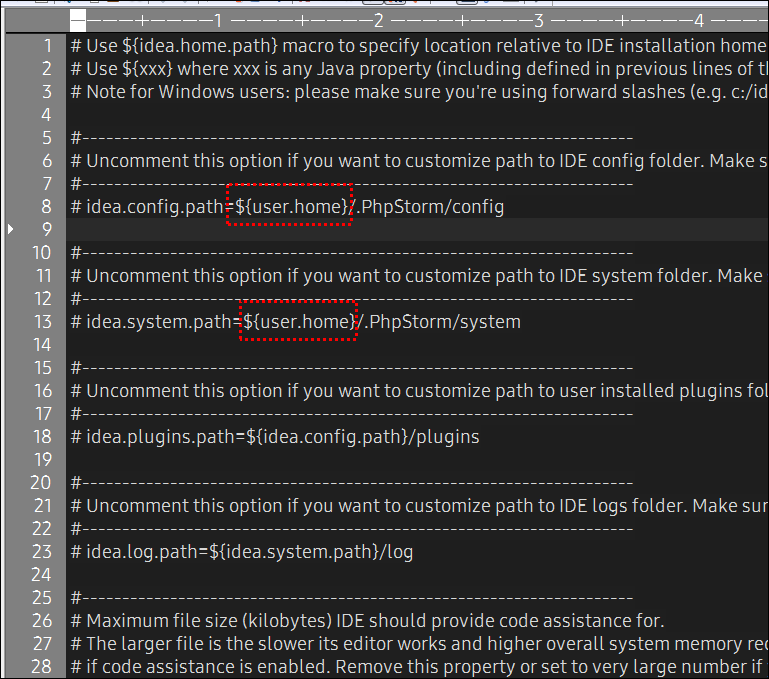 1 2 3 4
1 # Use ${idea.home.path} macro to specify location relative to IDE installation home
2 # Use ${xxx} where xxx is any Java property (including defined in previous lines of
3 # Note for Windows users: please make sure you're using forward slashes (e.g. c:/id
4
5 #---------------------------------------------------------------------
6 # Uncomment this option if you want to customize path to IDE config folder. Make s
7 #---------------------------------------------------------------------
8 # idea.config.path=${user.home}/.PhpStorm/config
9
10 #---------------------------------------------------------------------
11 # Uncomment this option if you want to customize path to IDE system folder. Make
12 #---------------------------------------------------------------------
13 # idea.system.path=${user.home}/.PhpStorm/system
14
15 #---------------------------------------------------------------------
16 # Uncomment this option if you want to customize path to user installed plugins fol
17 #---------------------------------------------------------------------
18 # idea.plugins.path=${idea.config.path}/plugins
19
20 #---------------------------------------------------------------------
21 # Uncomment this option if you want to customize path to IDE logs folder. Make sur
22 #---------------------------------------------------------------------
23 # idea.log.path=${idea.system.path}/log
24
25 #---------------------------------------------------------------------
26 # Maximum file size (kilobytes) IDE should provide code assistance for.
27 # The larger file is the slower its editor works and higher overall system memory req
28 # if code assistance is enabled. Remove this property or set to very large number if